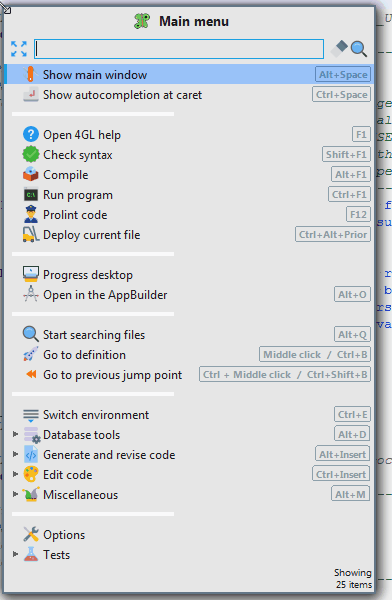 Main menu
Show main window Alt+Space
Show autocompletion at caret Ctrl+Space
Open 4GL help F1
Check syntax Shift+F1
Compile Alt+F1
Run program Ctrl+F1
Prolint code F12
Deploy current file Ctrl+Alt+Prior
Progress desktop
Open in the AppBuilder Alt+O
Start searching files Alt+Q
Go to definition Middle click / Ctrl+B
Go to previous jump point Ctrl + Middle click / Ctrl+Shift+B
Switch environment Ctrl+E
Database tools Alt+D
Generate and revise code Alt+Insert
Edit code Ctrl+Insert
Miscellaneous Alt+M
Options
Tests
Showing
25 items